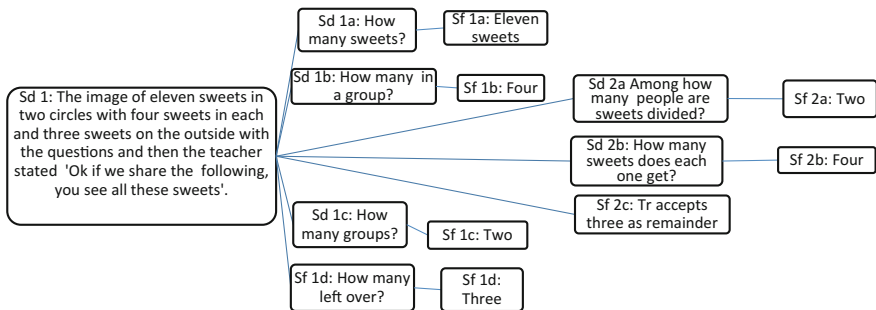 Sd 1: The image of eleven sweets in
two circles with four sweets in each
and three sweets on the outside with
the questions and then the teacher
stated 'Ok if we share the following,
you see all these sweets'.
Sd 1a: How
many sweets?
Sf 1a: Eleven
sweets
Sd 1b: How many in
a group?
Sf 1b: Four
Sd 2a Among how
many people are
sweets divided?
Sf 2a: Two
Sd 2b: How many
sweets does each
one get?
Sf 2b: Four
Sf 2c: Tr accepts
three as remainder
Sd 1c: How
many groups?
Sf 1c: Two
Sf 1d: How many
left over?
Sf 1d:
Three